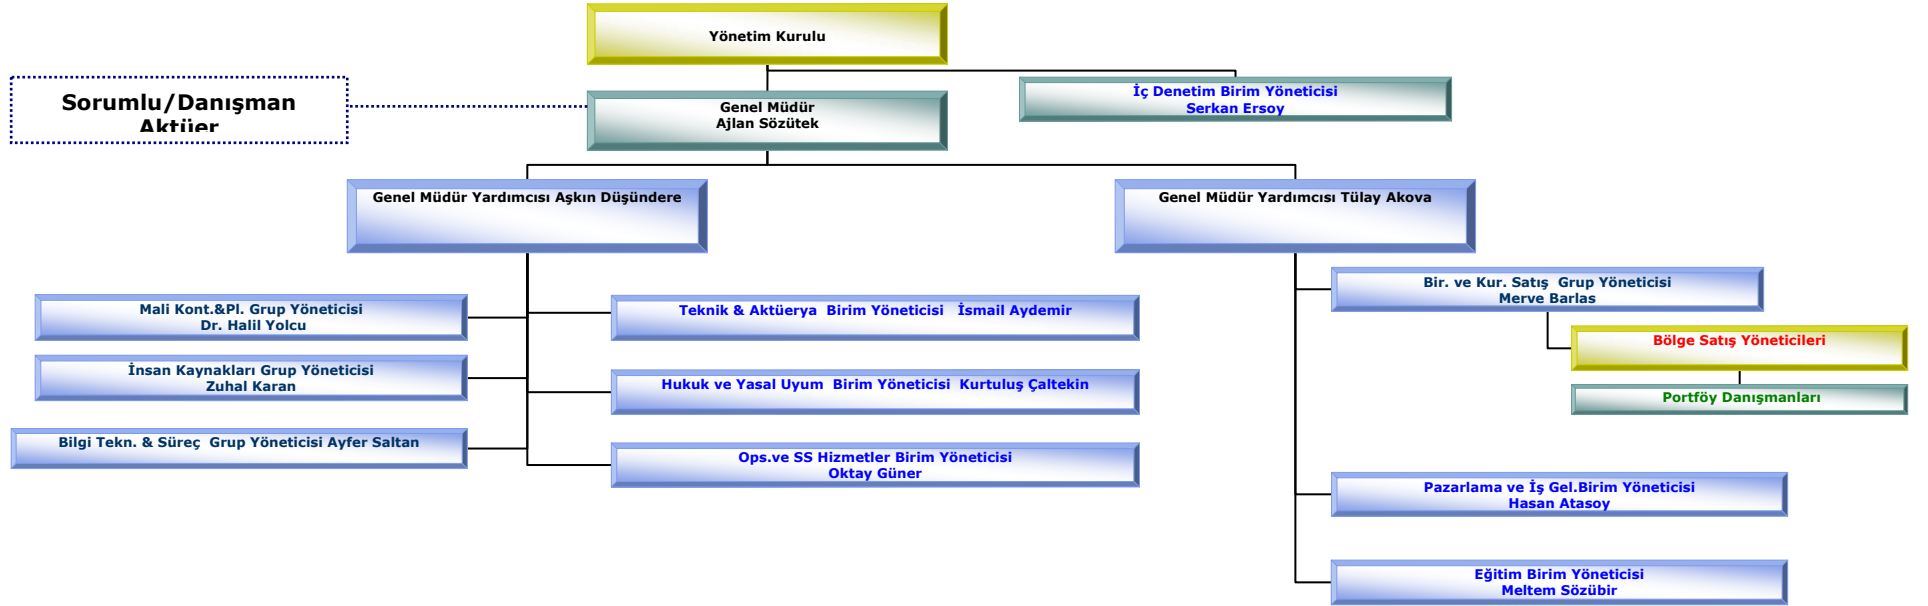 Yönetim Kurulu
İç Denetim Birim Yöneticisi
Serkan Ersoy
Sorumlu/Danışman
Aktüer
Genel Müdür
Ajlan Sözütek
Genel Müdür Yardımcısı Aşkın Düşündere
Genel Müdür Yardımcısı Tülay Akova
Mali Kont.&Pl. Grup Yöneticisi
Dr. Halil Yolcu
İnsan Kaynakları Grup Yöneticisi
Zuhal Karan
Bilgi Tekn. & Süreç  Grup Yöneticisi Ayfer Saltan
Teknik & Aktüerya  Birim Yöneticisi   İsmail Aydemir
Hukuk ve Yasal Uyum  Birim Yöneticisi  Kurtuluş Çaltekin
Ops.ve SS Hizmetler Birim Yöneticisi
Oktay Güner
Bir. ve Kur. Satış  Grup Yöneticisi
Merve Barlas
Bölge Satış Yöneticileri
Portföy Danışmanları
Pazarlama ve İş Gel.Birim Yöneticisi
Hasan Atasoy
Eğitim Birim Yöneticisi
Meltem Sözübir